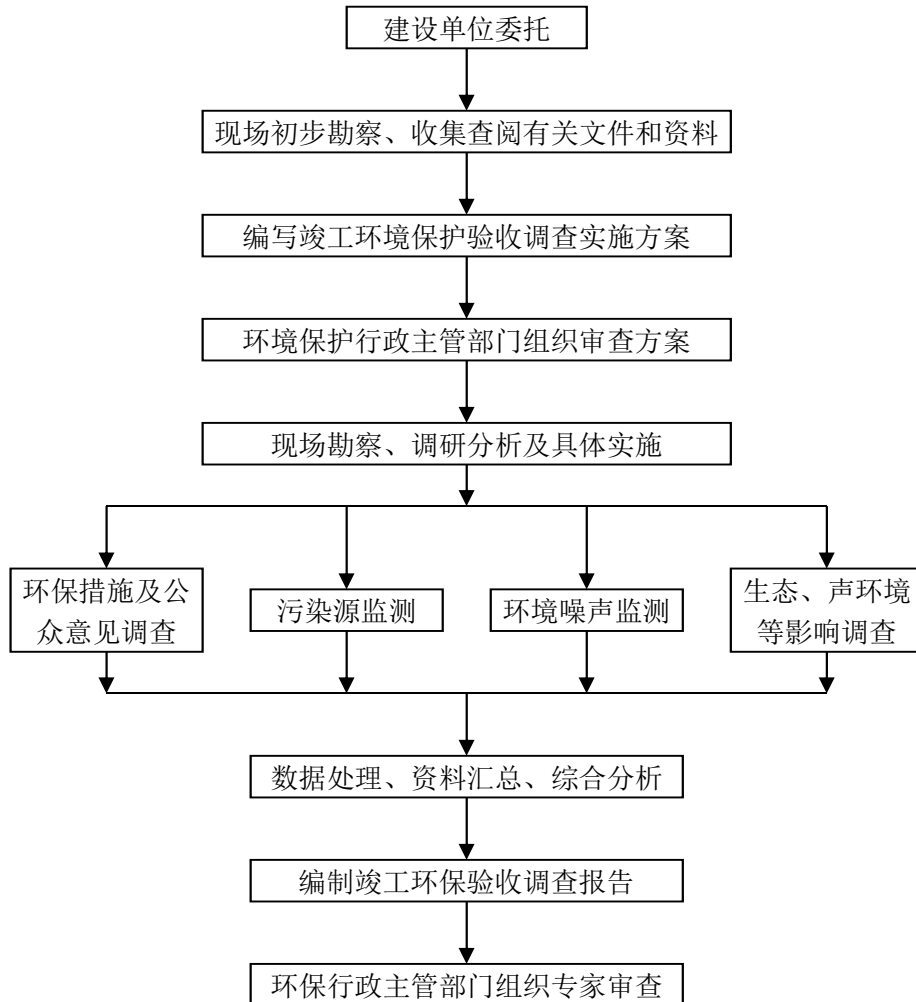 建设单位委托
现场初步勘察、收集查阅有关文件和资料
编写竣工环境保护验收调查实施方案
环境保护行政主管部门组织审查方案
现场勘察、调研分析及具体实施
环保措施及公
众意见调查
污染源监测
环境噪声监测
生态、声环境
等影响调查
数据处理、资料汇总、综合分析
编制竣工环保验收调查报告
环保行政主管部门组织专家审查